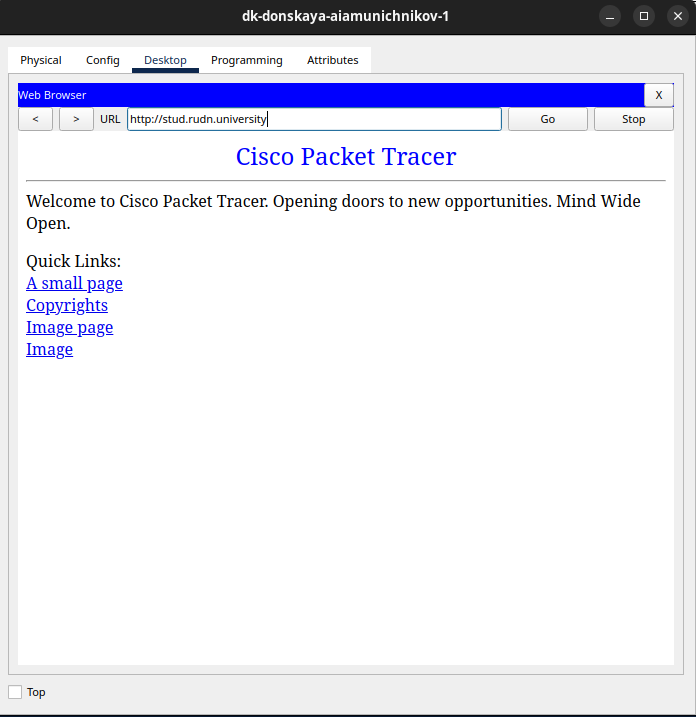 dk-donskaya-aiamunichnikov-1
Physical Config Desktop Programming Attributes
Web Browser X
< > URL http://stud.rudn.university Go Stop
Cisco Packet Tracer
Welcome to Cisco Packet Tracer. Opening doors to new opportunities. Mind Wide
Open.
Quick Links:
A small page
Copyrights
Image page
Image
Top